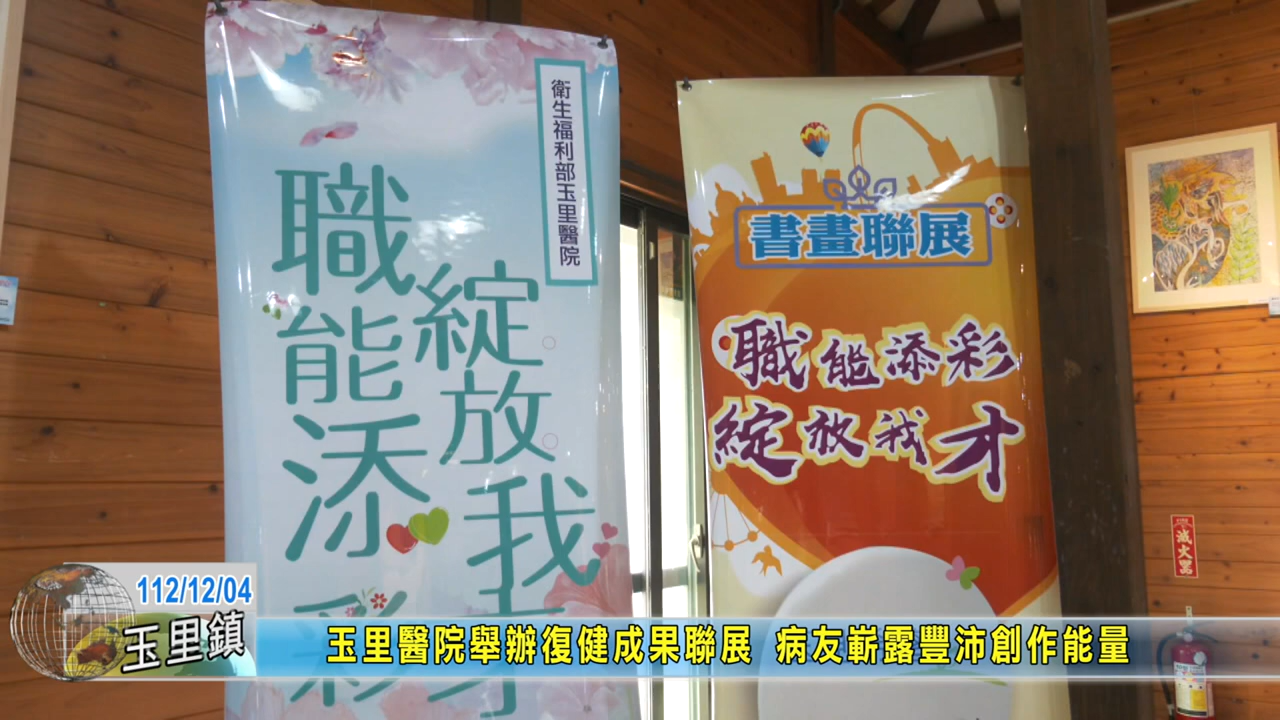 衛生福利部玉里醫院
職能添彩
綻放我才
書畫聯展
職能添彩
綻放我才
滅火器
112/12/04
玉里鎮
玉里醫院舉辦復健成果聯展 病友嶄露豐沛創作能量